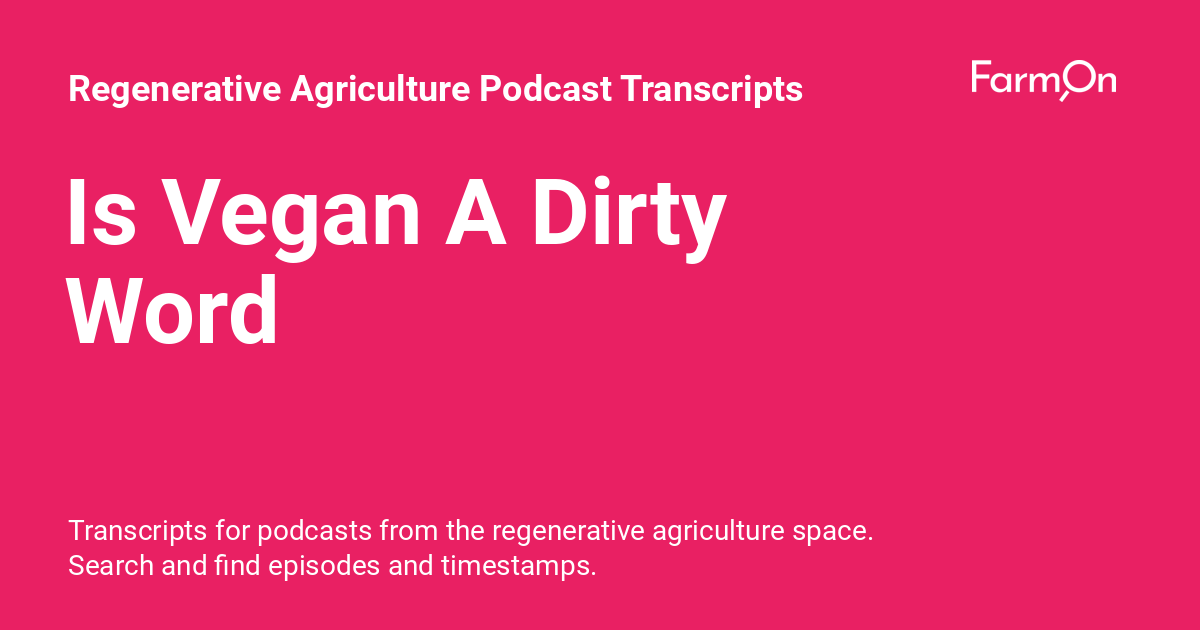 Regenerative Agriculture Podcast Transcripts
FarmOn
Is Vegan A Dirty
Word
Transcripts for podcasts from the regenerative agriculture space.
Search and find episodes and timestamps.